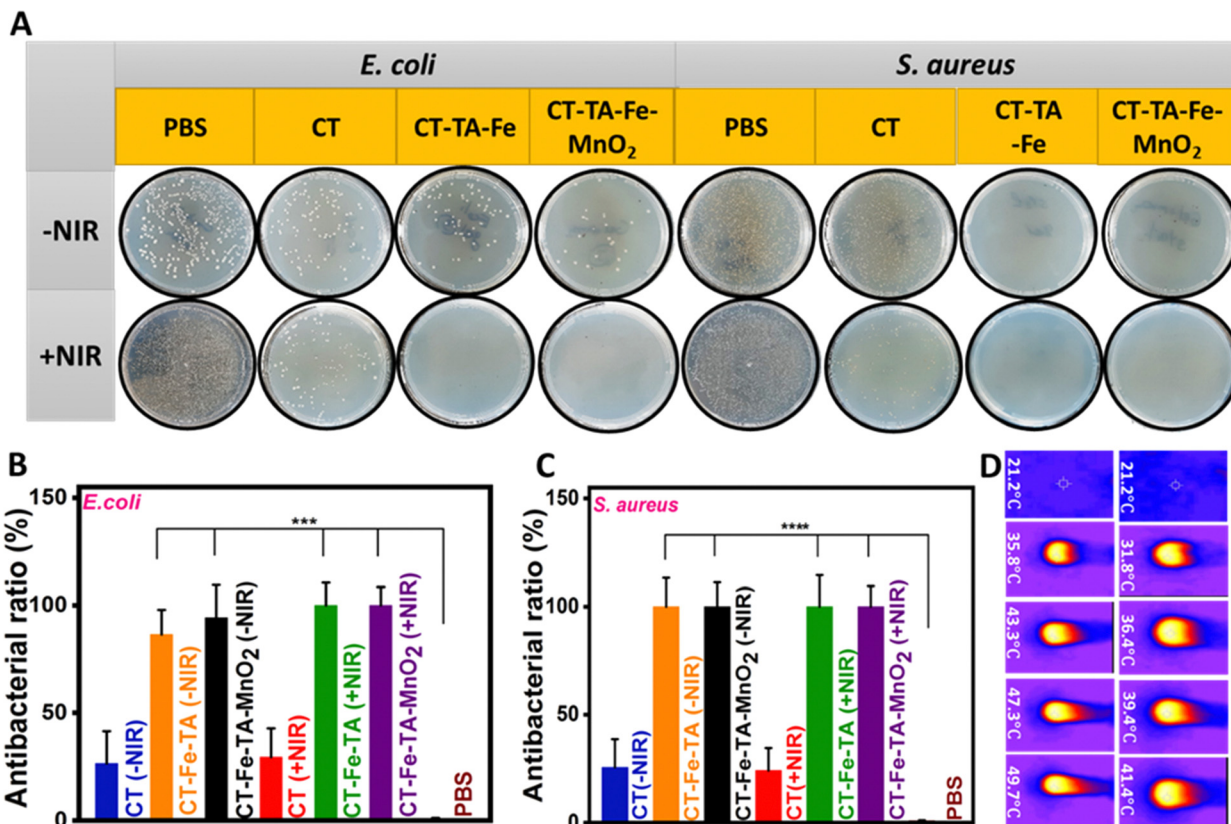 A
E. coli
S. aureus
PBS
CT
CT-TA-Fe
CT-TA-Fe-
MnO₂
PBS
CT
CT-TA
-Fe
CT-TA-Fe-
MnO₂
-NIR
+NIR
B
Antibacterial ratio (%)
150
100
50
0
E.coli
***
CT (-NIR)
CT-Fe-TA (-NIR)
CT-Fe-TA-MnO₂ (-NIR)
CT (+NIR)
CT-Fe-TA (+NIR)
CT-Fe-TA-MnO₂ (+NIR)
PBS
C
Antibacterial ratio (%)
150
100
50
0
S. aureus
****
CT(-NIR)
CT-Fe-TA (-NIR)
CT-Fe-TA-MnO₂ (-NIR)
CT(+NIR)
CT-Fe-TA (+NIR)
CT-Fe-TA-MnO₂ (+NIR)
PBS
D
21.2°C
21.2°C
35.8°C
31.8°C
43.3°C
36.4°C
47.3°C
39.4°C
49.7°C
41.4°C